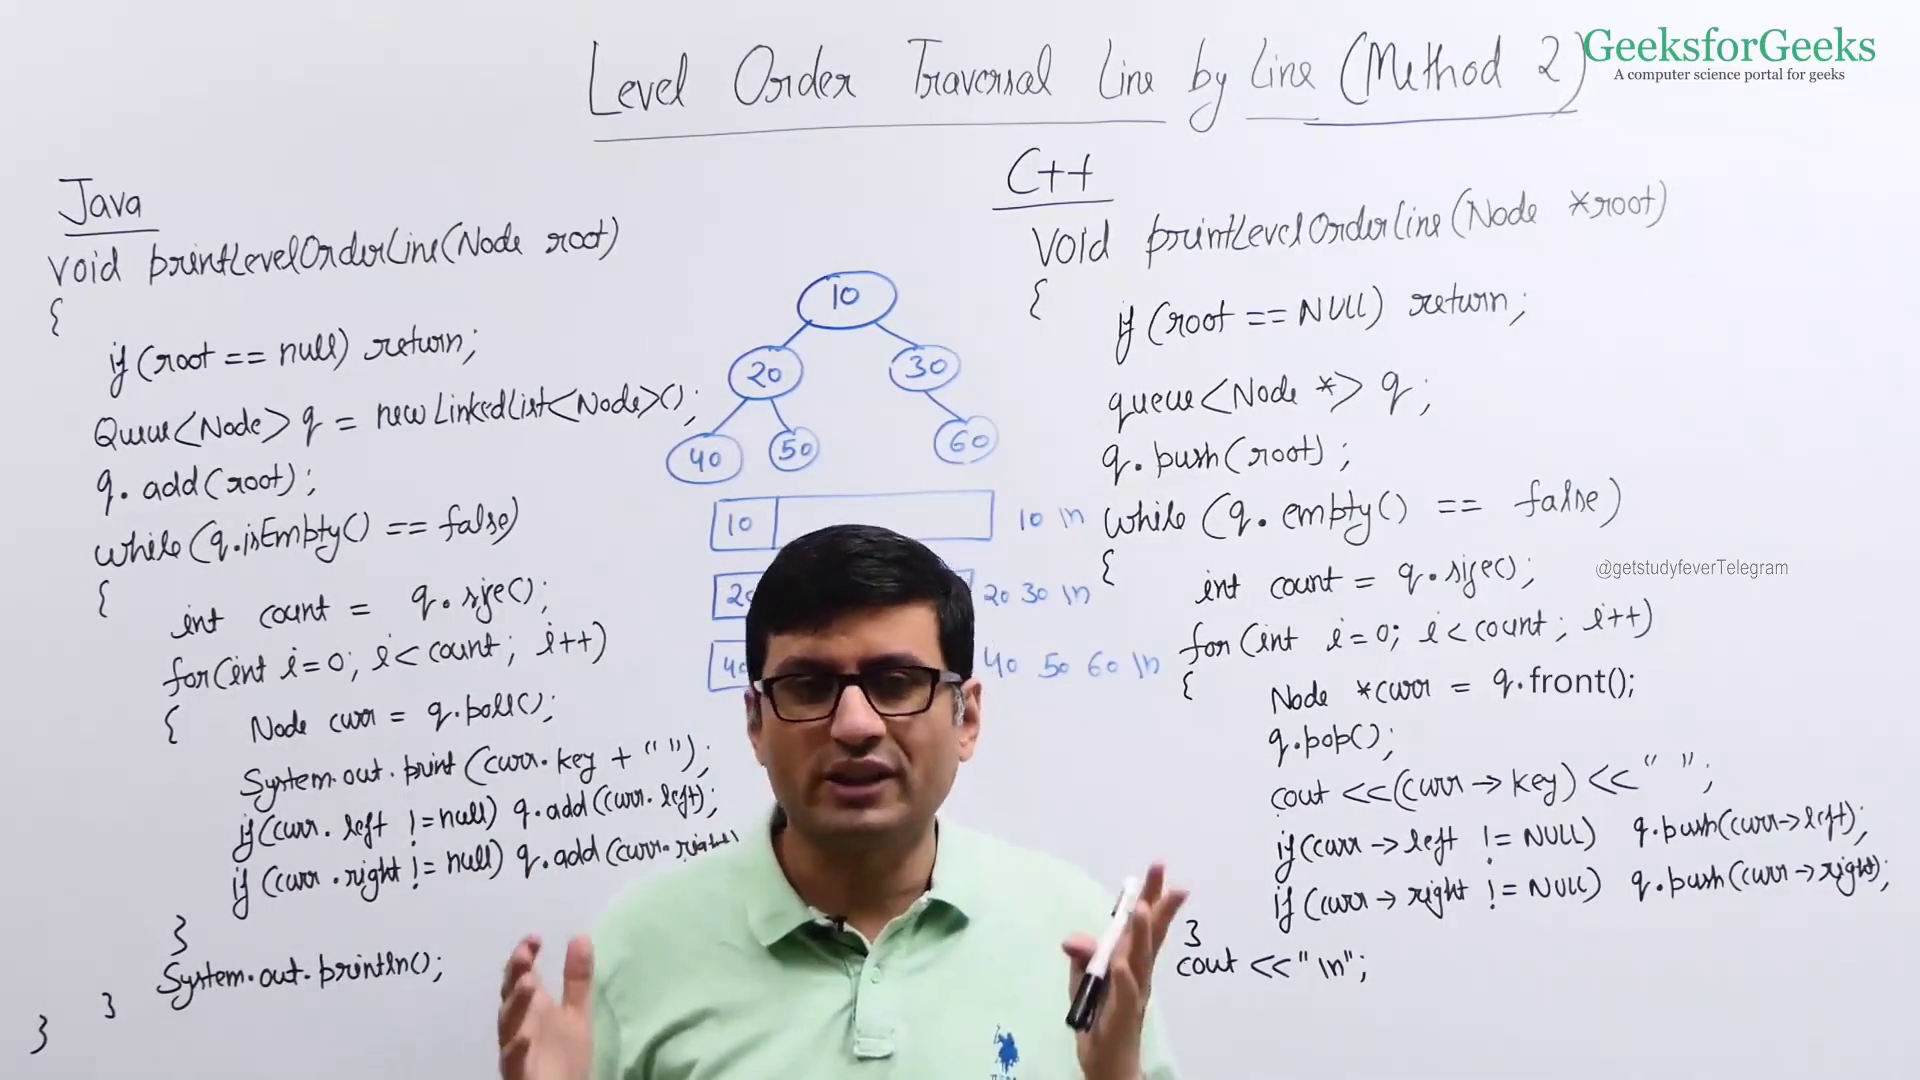 Level Order Traversal Line by Line (Method 2)
GeeksforGeeks
A computer science portal for geeks
Java
void printLevelOrderLine(Node root)
{
if (root == null) return;
Queue<Node> q = new LinkedList<Node>();
q. add(root);
while (q.isEmpty() == false)
{
int count = q. size();
for(int i=0; i<count; i++)
{ Node curr = q.poll();
System.out.print (curr.key + " ");
if(curr.left != null) q.add(curr.left);
if (curr.right != null) q.add(curr.right)
}
System.out.println();
}
}
10
20 30
40 50 60
10
10 \n
20
20 30 \n
40
40 50 60 \n
C++
void printLevelOrderLine(Node *root)
{
if (root == NULL) return;
queue<Node *> q;
q. push(root);
while (q. empty() == false)
{
@getstudyfeverTelegram
int count = q.size();
for (int i=0; i<count; i++)
{
Node *curr = q.front();
q.pop();
cout <<(curr→key) <<" ";
if(curr→left != NULL) q.push(curr→left);
if (curr→right != NULL) q.push(curr→right);
}
cout <<"\n";